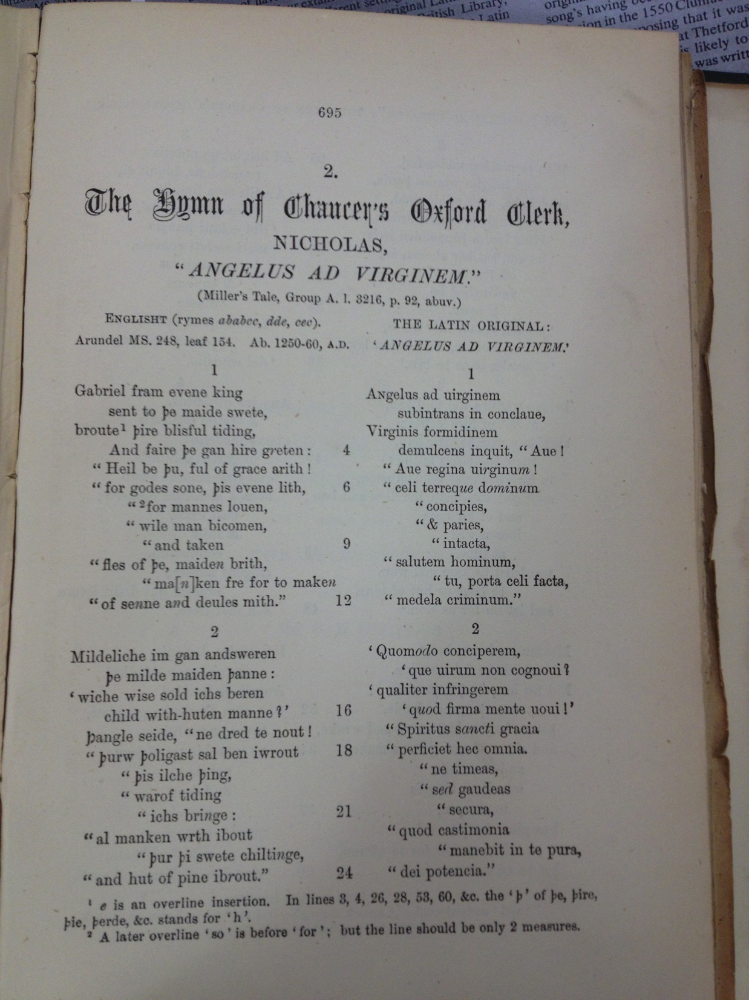 original Latin
British Library,
Latin
song's having
in the 1550
posing that it was
at Thetford
is likely to
was writt
695
2.
The Hymn of Chaucer's Oxford Clerk,
NICHOLAS,
“ANGELUS AD VIRGINEM.”
(Miller's Tale, Group A. l. 3216, p. 92, abuv.)
ENGLISHT (rymes ababcc, dde, cec).
Arundel MS. 248, leaf 154. Ab. 1250-60, A.D.
1
Gabriel fram evene king
sent to þe maide swete,
broute¹ þire blisful tiding,
And faire þe gan hire greten : 4
“ Heil be þu, ful of grace arith !
“ for godes sone, þis evene lith, 6
“ ²for mannes louen,
“ wile man bicomen,
“ and taken 9
“ fles of þe, maiden brith,
“ ma[n]ken fre for to maken
“ of senne and deules mith.” 12
2
Mildeliche im gan andsweren
þe milde maiden þanne :
‘ wiche wise sold ichs beren
child with-huten manne ?’ 16
þangle seide, “ ne dred te nout !
“ þurw þoligast sal ben iwrout 18
“ þis ilche þing,
“ warof tiding
“ ichs bringe : 21
“ al manken wrth ibout
“ þur þi swete chiltinge,
“ and hut of pine ibrout.” 24
THE LATIN ORIGINAL :
‘ANGELUS AD VIRGINEM.’
1
Angelus ad uirginem
subintrans in conclaue,
Virginis formidinem
demulcens inquit, “ Aue !
“ Aue regina uirginum !
“ celi terreque dominum
“ concipies,
“ & paries,
“ intacta,
“ salutem hominum,
“ tu, porta celi facta,
“ medela criminum.”
2
‘ Quomodo conciperem,
‘ que uirum non cognoui ?
‘ qualiter infringerem
‘ quod firma mente uoui !’
“ Spiritus sancti gracia
“ perficiet hec omnia.
“ ne timeas,
“ sed gaudeas
“ secura,
“ quod castimonia
“ manebit in te pura,
“ dei potencia.”
¹ e is an overline insertion. In lines 3, 4, 26, 28, 53, 60, &c. the ‘ þ’ of þe, þire,
þie, þerde, &c. stands for ‘h’.
² A later overline ‘so’ is before ‘for’; but the line should be only 2 measures.